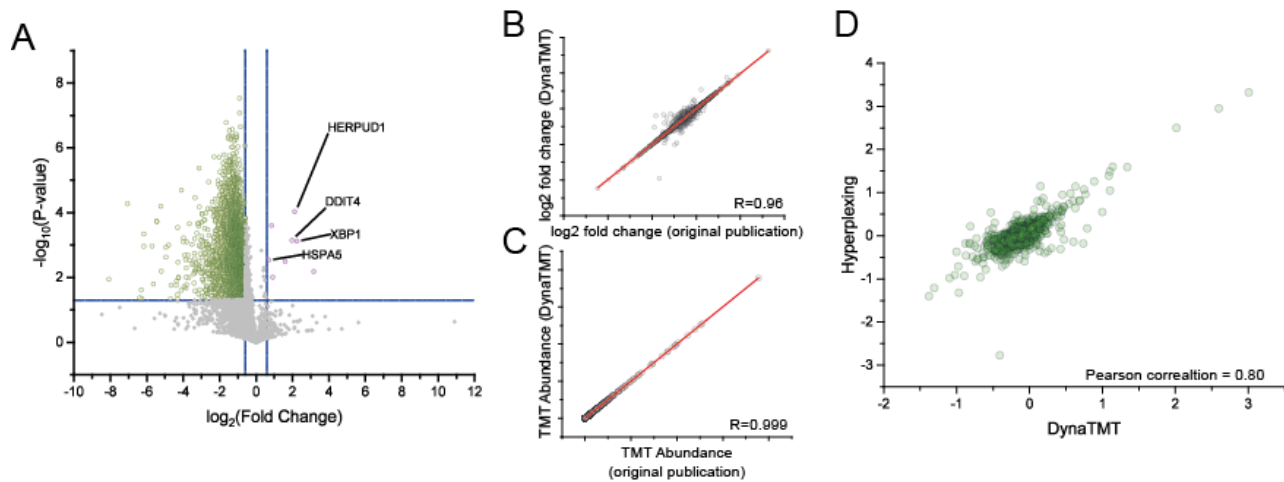 A
-log10(P-value)
8
6
4
2
0
HERPUD1
DDIT4
XBP1
HSPA5
-10
-8
-6
-4
-2
0
2
4
6
8
10
12
log2(Fold Change)
B
log2 fold change (DynaTMT)
R=0.96
log2 fold change (original publication)
C
TMT Abundance (DynaTMT)
R=0.999
TMT Abundance
(original publication)
D
Hyperplexing
4
3
2
1
0
-1
-2
-3
Pearson correaltion = 0.80
-2
-1
0
1
2
3
DynaTMT